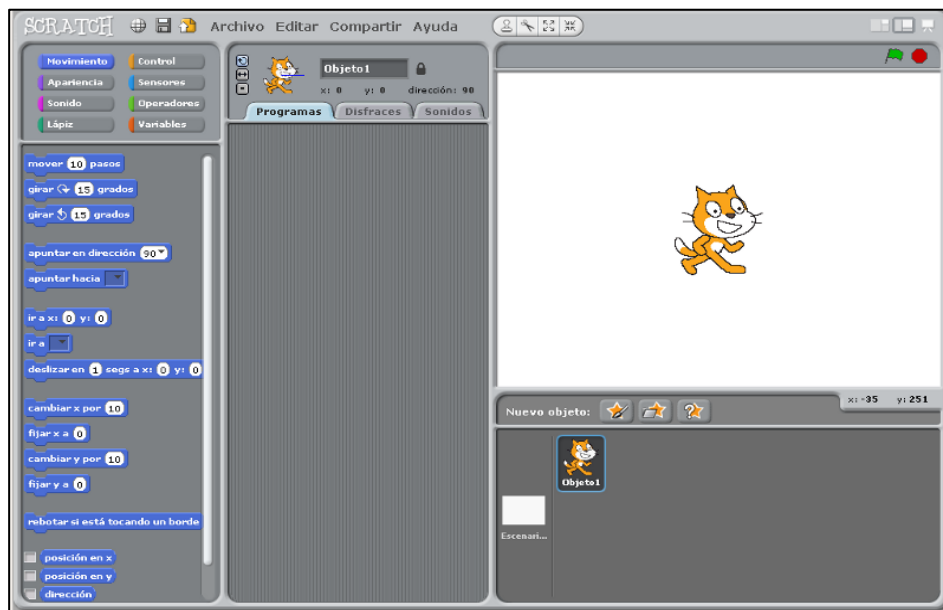 SCRATCH Archivo Editar Compartir Ayuda
Movimiento Control
Apariencia Sensores
Sonido Operadores
Lápiz Variables
mover 10 pasos
girar 15 grados
girar 15 grados
apuntar en dirección 90
apuntar hacia
ir a x: 0 y: 0
ir a
deslizar en 1 segs a x: 0 y: 0
cambiar x por 10
fijar x a 0
cambiar y por 10
fijar y a 0
rebotar si está tocando un borde
posición en x
posición en y
dirección
Objeto1
x: 0 y: 0 dirección: 90
Programas Disfraces Sonidos
x: -35 y: 251
Nuevo objeto:
Objeto1
Escenari...